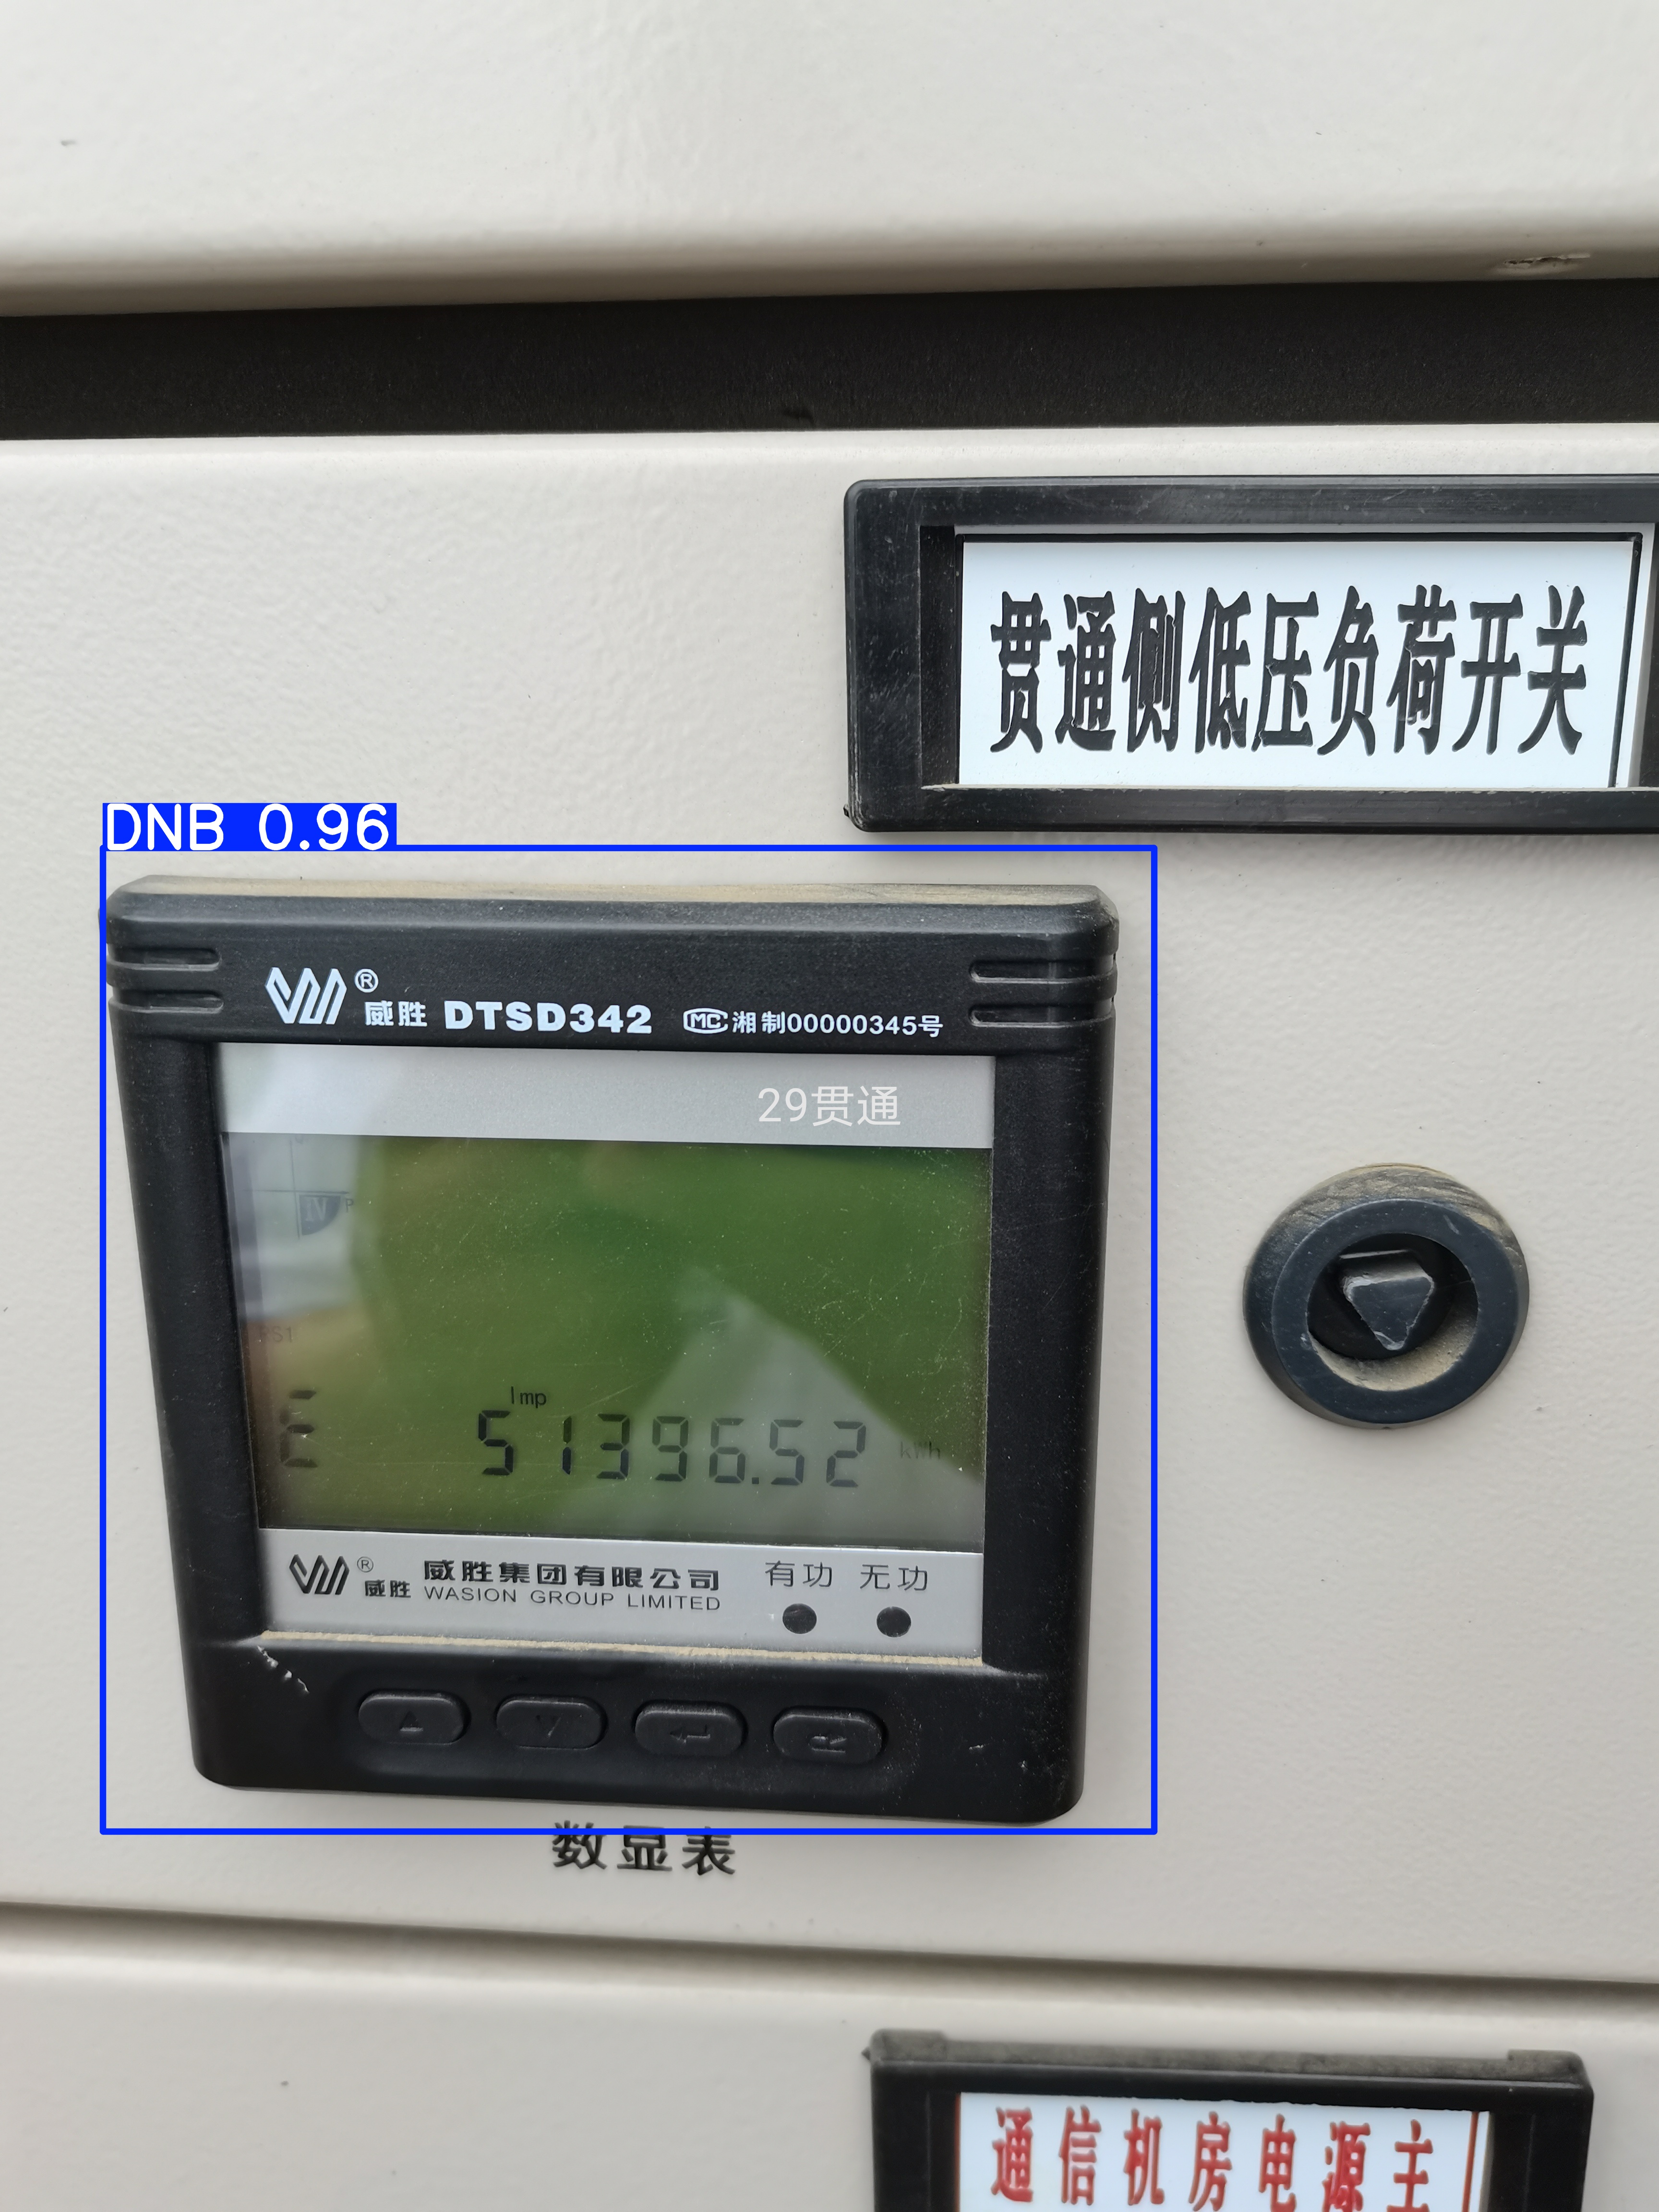 贯通侧低压负荷开关
DNB 0.96
威胜 DTSD342 MC 湘制00000345号
29贯通
IV
Imp
E 51396.52 kWh
威胜 威胜集团有限公司 有功 无功
WASION GROUP LIMITED
R
数显表
通信机房电源主